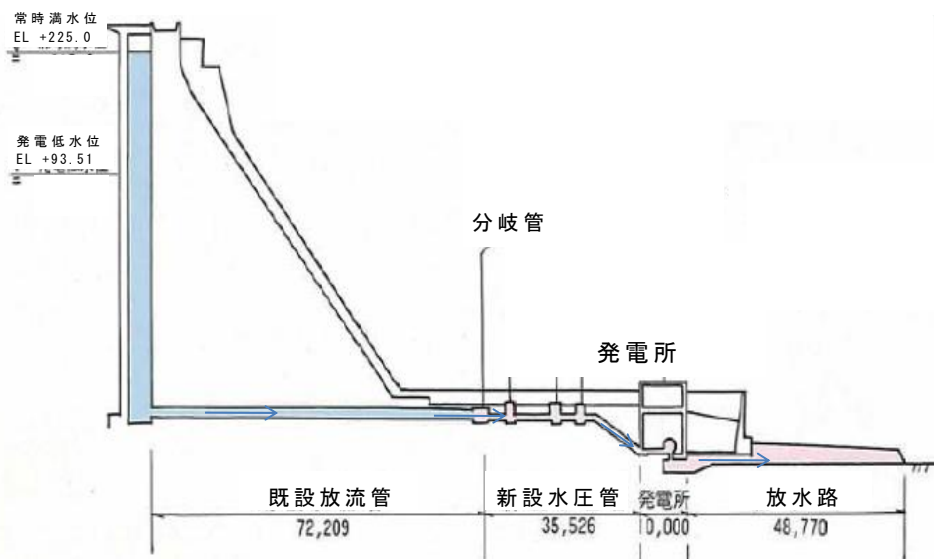 常時満水位
EL +225.0
発電低水位
EL +93.51
分岐管
発電所
既設放流管
新設水圧管
発電所
放水路
72,209
35,526
0,000
48,770